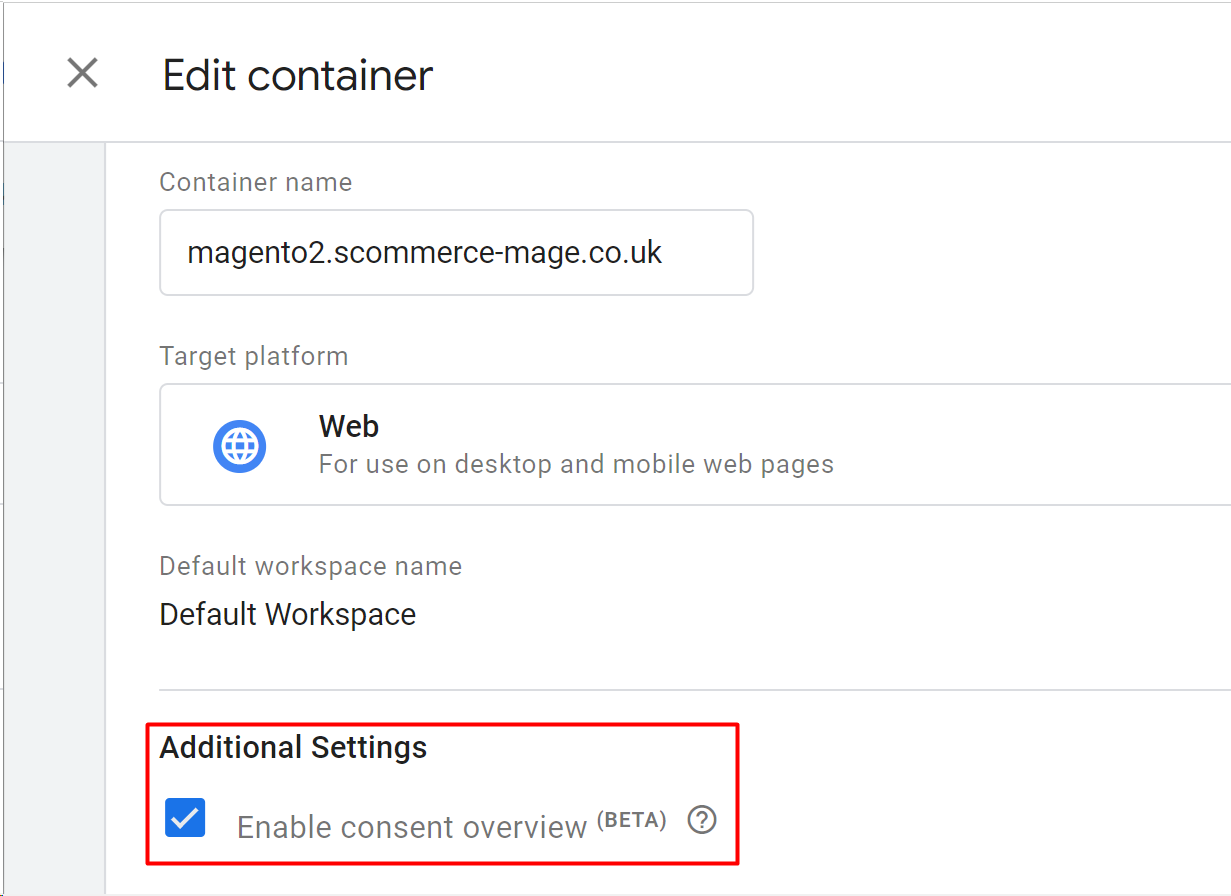 Edit container
Container name
magento2.scommerce-mage.co.uk
Target platform
Web
For use on desktop and mobile web pages
Default workspace name
Default Workspace
Additional Settings
Enable consent overview (BETA) ?